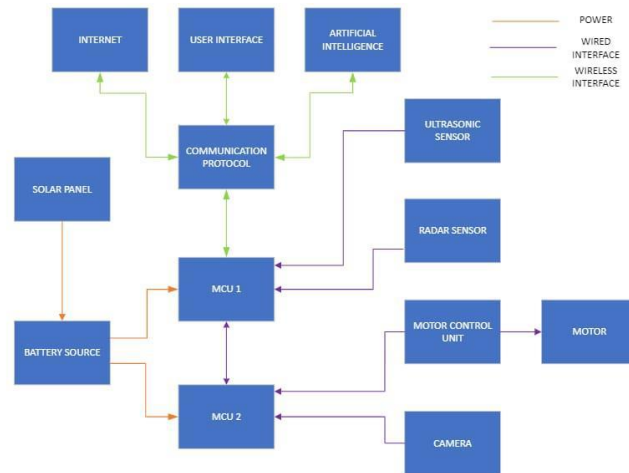 INTERNET
USER INTERFACE
ARTIFICIAL
INTELLIGENCE
POWER
WIRED
INTERFACE
WIRELESS
INTERFACE
COMMUNICATION
PROTOCOL
ULTRASONIC
SENSOR
SOLAR PANEL
RADAR SENSOR
MCU 1
BATTERY SOURCE
MOTOR CONTROL
UNIT
MOTOR
MCU 2
CAMERA